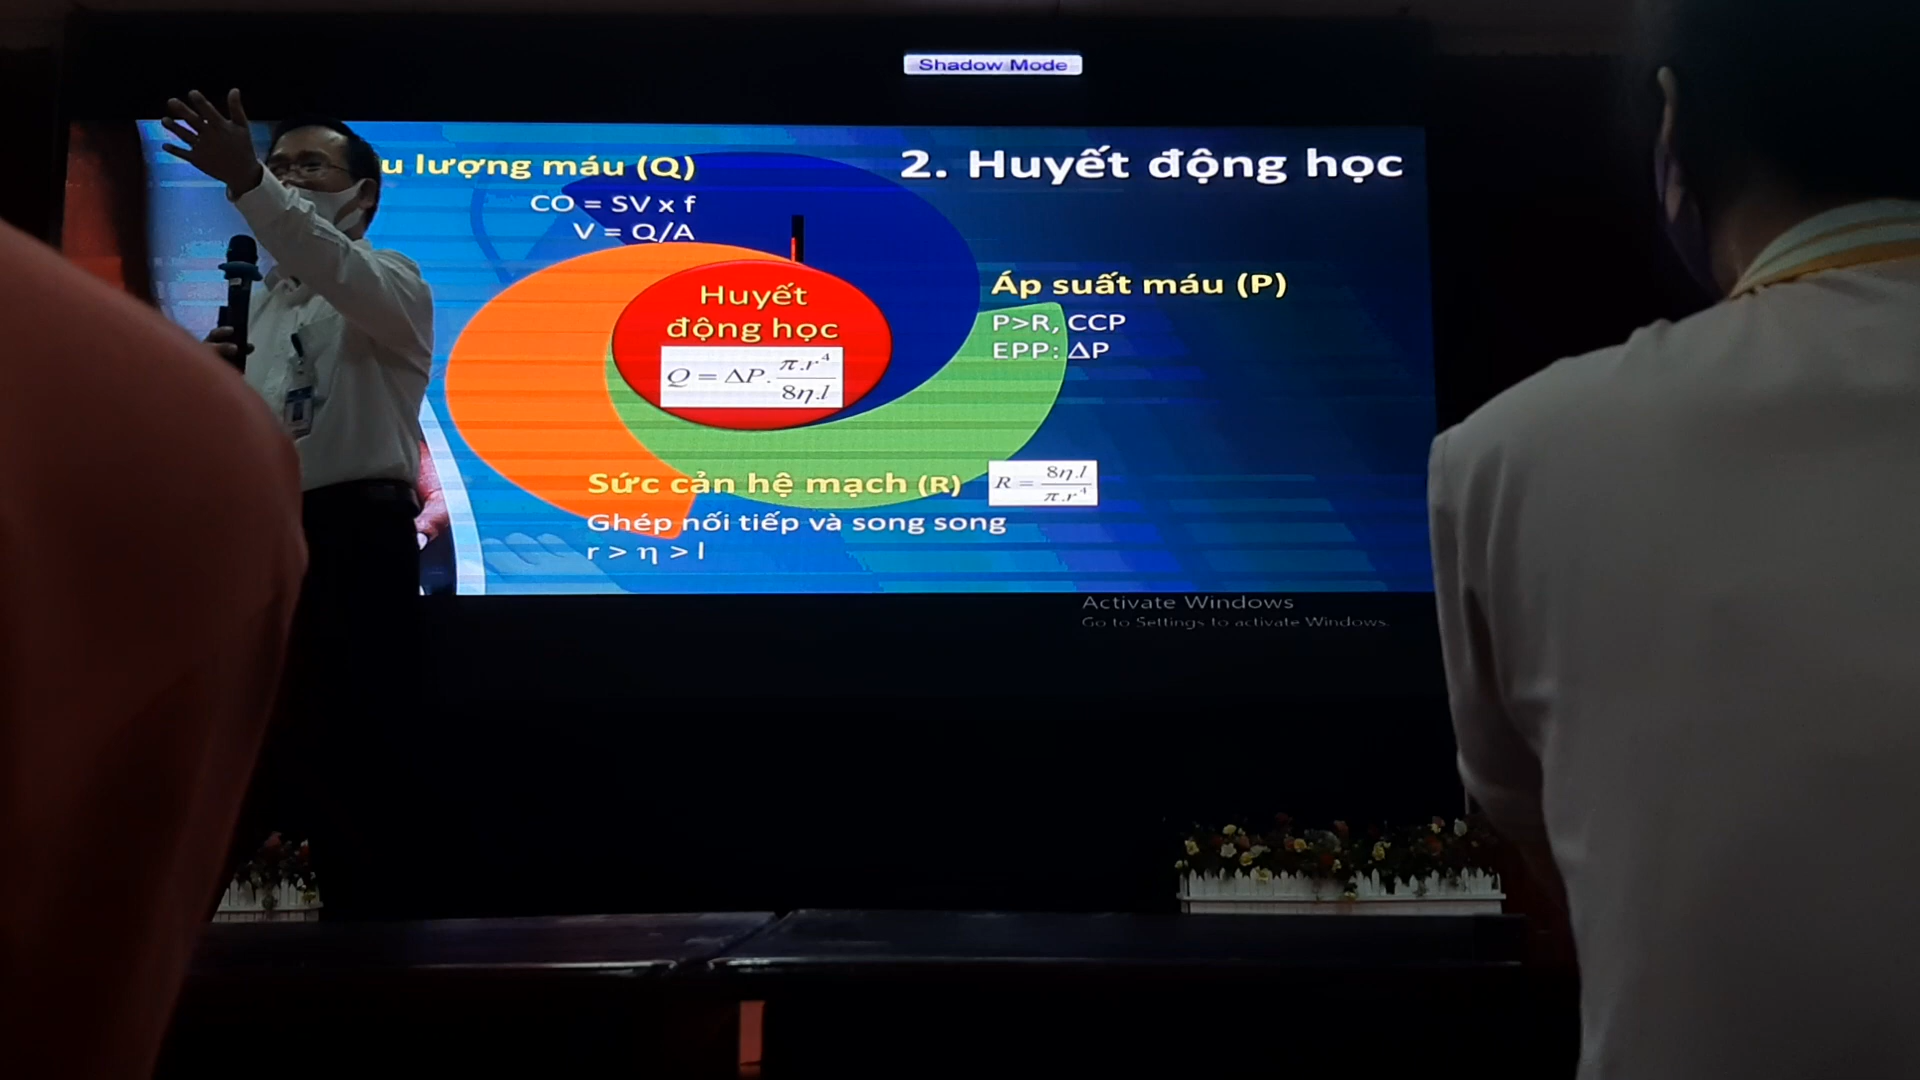 Shadow Mode
2. Huyết động học
u lượng máu (Q)
CO = SV x f
V = Q/A
Áp suất máu (P)
P>R, CCP
EPP: ΔP
Huyết
động học
Q = ΔP. π.r⁴ / 8η.l
Sức cản hệ mạch (R)
R = 8η.l / π.r⁴
Ghép nối tiếp và song song
r > η > l
Activate Windows
Go to Settings to activate Windows.